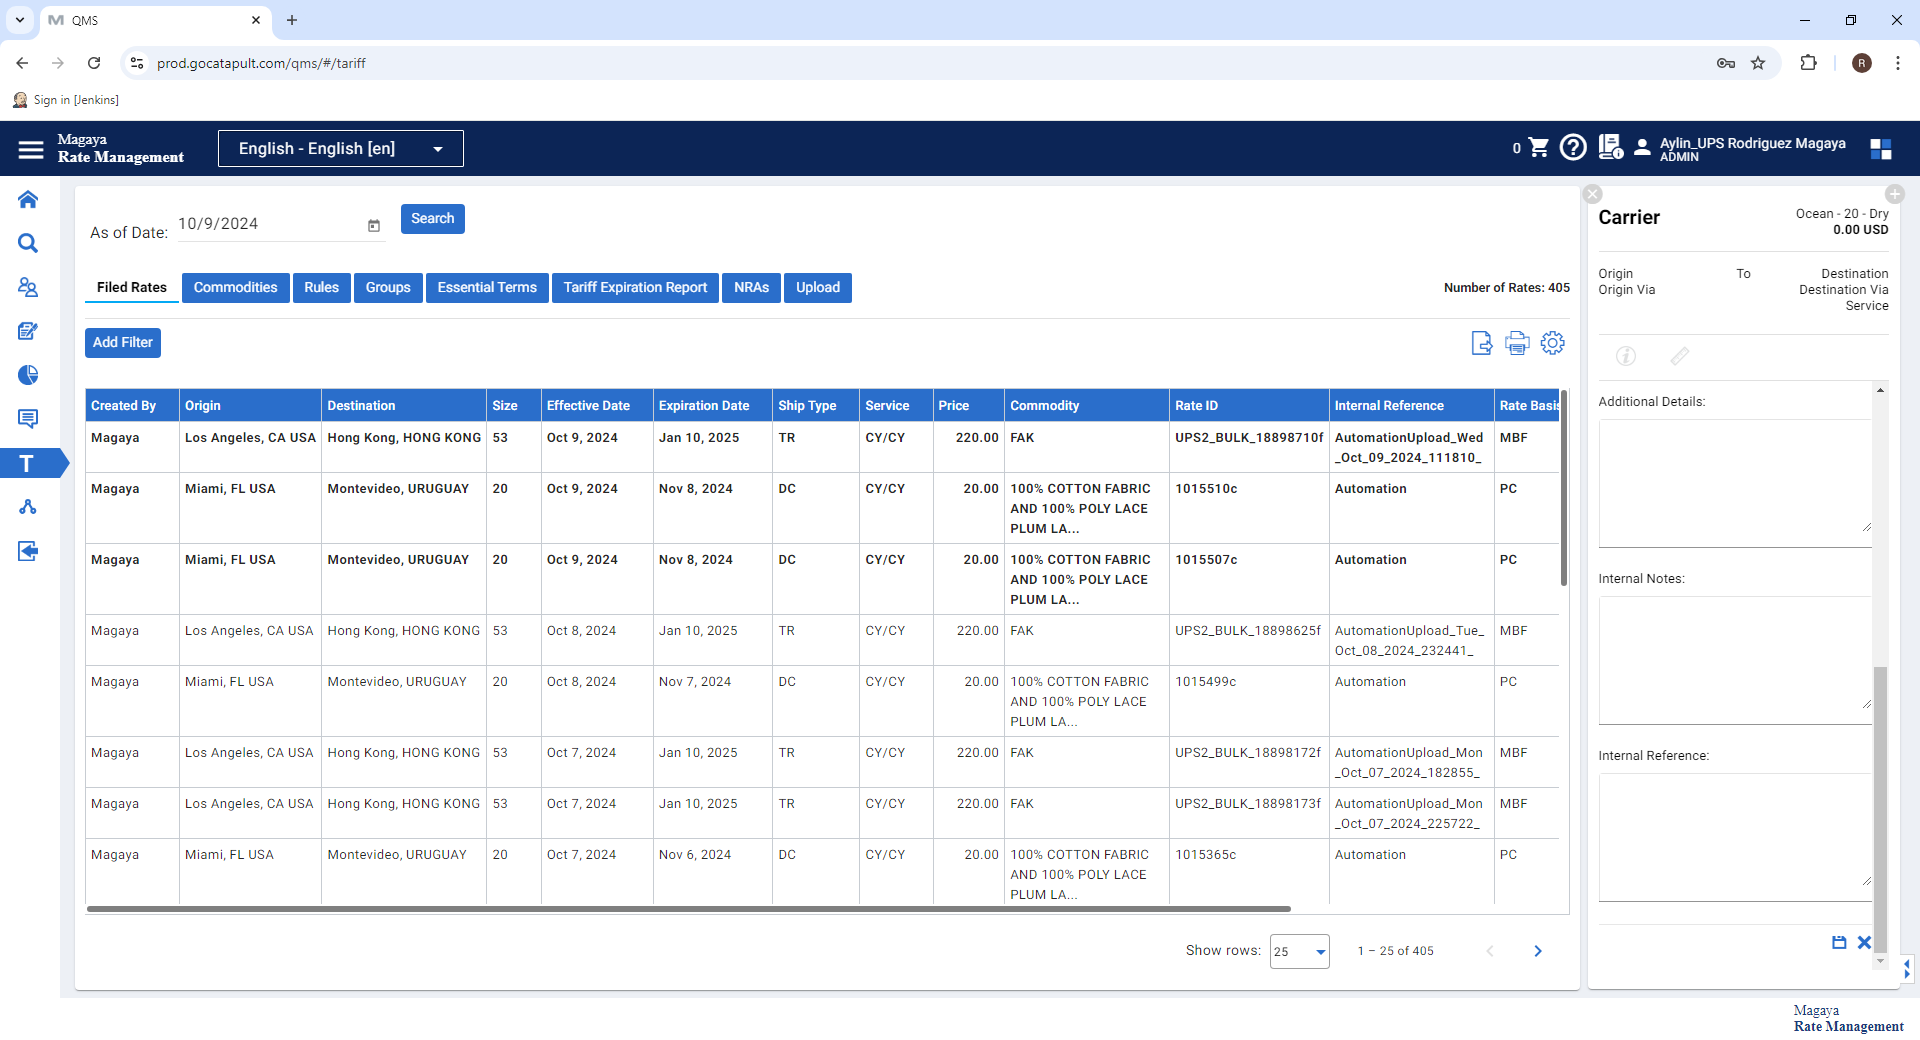 QMS
prod.gocatapult.com/qms/#/tariff
R
Sign in [Jenkins]
Magaya
Rate Management
English - English [en]
0
Aylin_UPS Rodriguez Magaya
ADMIN
As of Date: 10/9/2024 Search
Filed Rates Commodities Rules Groups Essential Terms Tariff Expiration Report NRAs Upload Number of Rates: 405
Add Filter
Created By Origin Destination Size Effective Date Expiration Date Ship Type Service Price Commodity Rate ID Internal Reference Rate Basis
Magaya Los Angeles, CA USA Hong Kong, HONG KONG 53 Oct 9, 2024 Jan 10, 2025 TR CY/CY 220.00 FAK UPS2_BULK_18898710f AutomationUpload_Wed MBF
_Oct_09_2024_111810_
Magaya Miami, FL USA Montevideo, URUGUAY 20 Oct 9, 2024 Nov 8, 2024 DC CY/CY 20.00 100% COTTON FABRIC 1015510c Automation PC
AND 100% POLY LACE
PLUM LA...
Magaya Miami, FL USA Montevideo, URUGUAY 20 Oct 9, 2024 Nov 8, 2024 DC CY/CY 20.00 100% COTTON FABRIC 1015507c Automation PC
AND 100% POLY LACE
PLUM LA...
Magaya Los Angeles, CA USA Hong Kong, HONG KONG 53 Oct 8, 2024 Jan 10, 2025 TR CY/CY 220.00 FAK UPS2_BULK_18898625f AutomationUpload_Tue_ MBF
Oct_08_2024_232441_
Magaya Miami, FL USA Montevideo, URUGUAY 20 Oct 8, 2024 Nov 7, 2024 DC CY/CY 20.00 100% COTTON FABRIC 1015499c Automation PC
AND 100% POLY LACE
PLUM LA...
Magaya Los Angeles, CA USA Hong Kong, HONG KONG 53 Oct 7, 2024 Jan 10, 2025 TR CY/CY 220.00 FAK UPS2_BULK_18898172f AutomationUpload_Mon MBF
_Oct_07_2024_182855_
Magaya Los Angeles, CA USA Hong Kong, HONG KONG 53 Oct 7, 2024 Jan 10, 2025 TR CY/CY 220.00 FAK UPS2_BULK_18898173f AutomationUpload_Mon MBF
_Oct_07_2024_225722_
Magaya Miami, FL USA Montevideo, URUGUAY 20 Oct 7, 2024 Nov 6, 2024 DC CY/CY 20.00 100% COTTON FABRIC 1015365c Automation PC
AND 100% POLY LACE
PLUM LA...
Show rows: 25 1 – 25 of 405
Carrier Ocean - 20 - Dry
0.00 USD
Origin To Destination
Origin Via Destination Via
Service
Additional Details:
Internal Notes:
Internal Reference:
T
Magaya
Rate Management